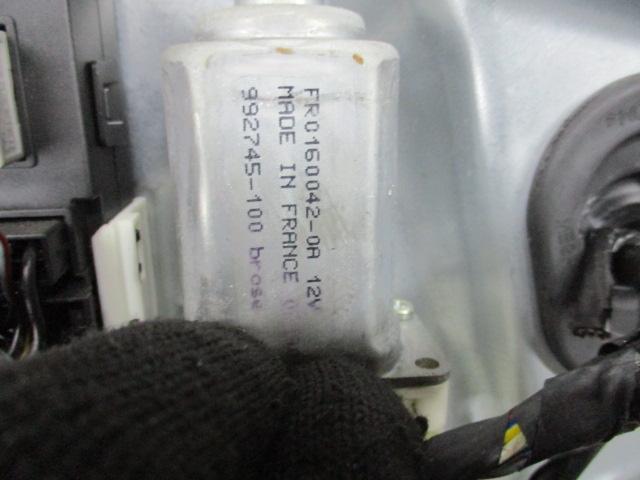 FR0160042-0A 12V
MADE IN FRANCE
992745-100 brose